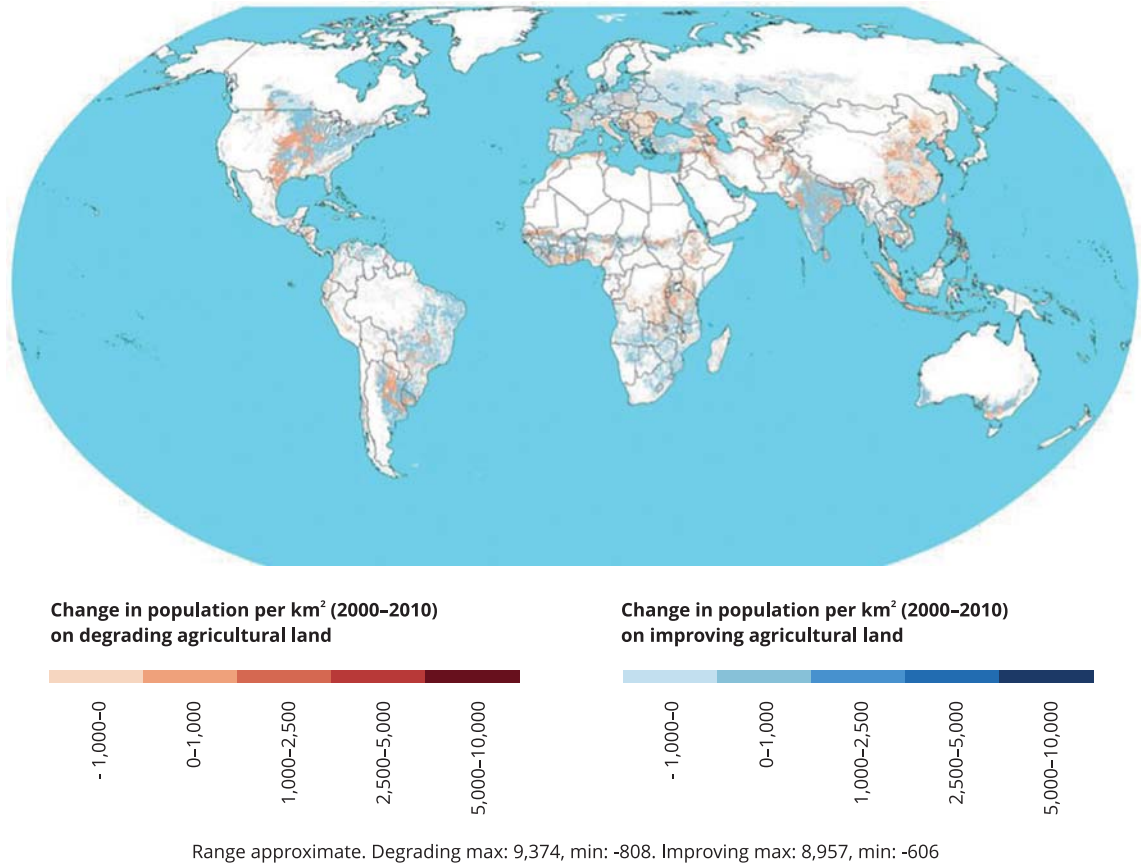 Change in population per km² (2000–2010)
on degrading agricultural land
- 1,000–0
0–1,000
1,000–2,500
2,500–5,000
5,000–10,000
Change in population per km² (2000–2010)
on improving agricultural land
- 1,000–0
0–1,000
1,000–2,500
2,500–5,000
5,000–10,000
Range approximate. Degrading max: 9,374, min: -808. Improving max: 8,957, min: -606